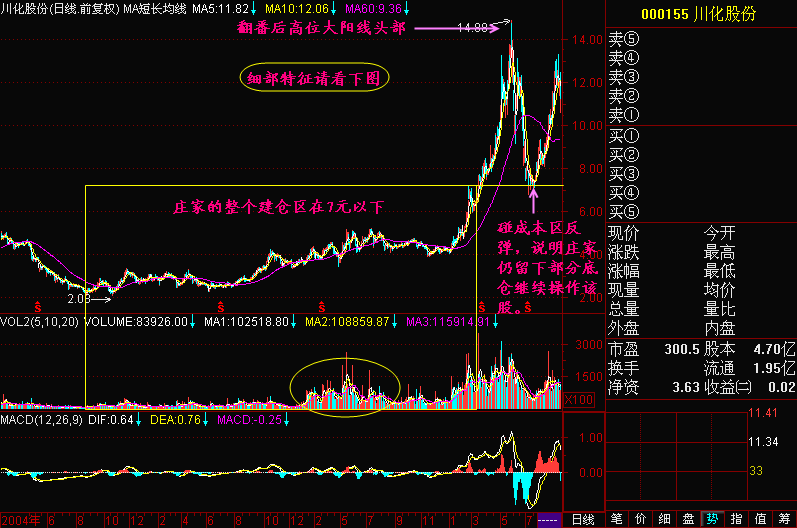 川化股份(日线.前复权) MA短长均线 MA5:11.82↓ MA10:12.06↓ MA60:9.36↓
000155 川化股份
翻番后高位大阳线头部
14.88
细部特征请看下图
庄家的整个建仓区在7元以下
碰成本区反
弹，说明庄家
仍留下部分底
仓继续操作该
股。
14.00
12.00
10.00
8.00
6.00
4.00
2.00
2.03
S S S S S
卖⑤
卖④
卖③
卖②
卖①
买①
买②
买③
买④
买⑤
现价 今开
涨跌 最高
涨幅 最低
现量 均价
总量 量比
外盘 内盘
市盈 300.5 股本 4.70亿
换手 流通 1.95亿
净资 3.63 收益㈡ 0.02
VOL2(5,10,20) VOLUME:83926.00↓ MA1:102518.80↓ MA2:108859.87↓ MA3:115914.91↓
3000
1500
X100
MACD(12,26,9) DIF:0.64↓ DEA:0.76↓ MACD:-0.25↓
1.00
0.00
11.41
11.34
33
2004年 6 8 10 12 2 4 6 8 10 12 2 4 5 6 7 8 9 10 11 1 3 5 7 -----
日线 笔 价 细 盘 势 指 值 筹